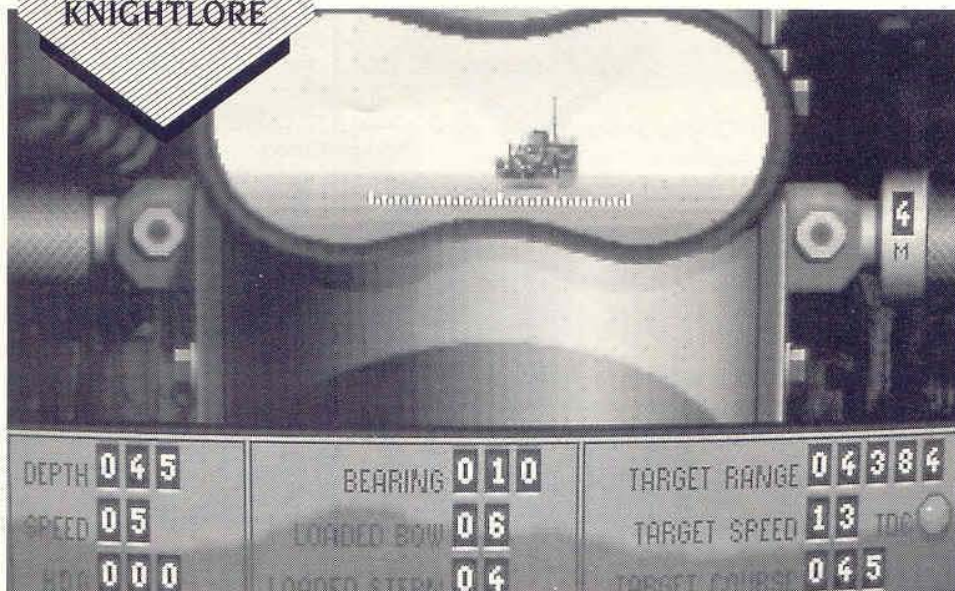 KNIGHTLORE
4
M
DEPTH 045
SPEED 05
HDG 000
BEARING 010
LOADED BOW 06
LOADED STERN 04
TARGET RANGE 04384
TARGET SPEED 13 TDC
TARGET COURSE 045